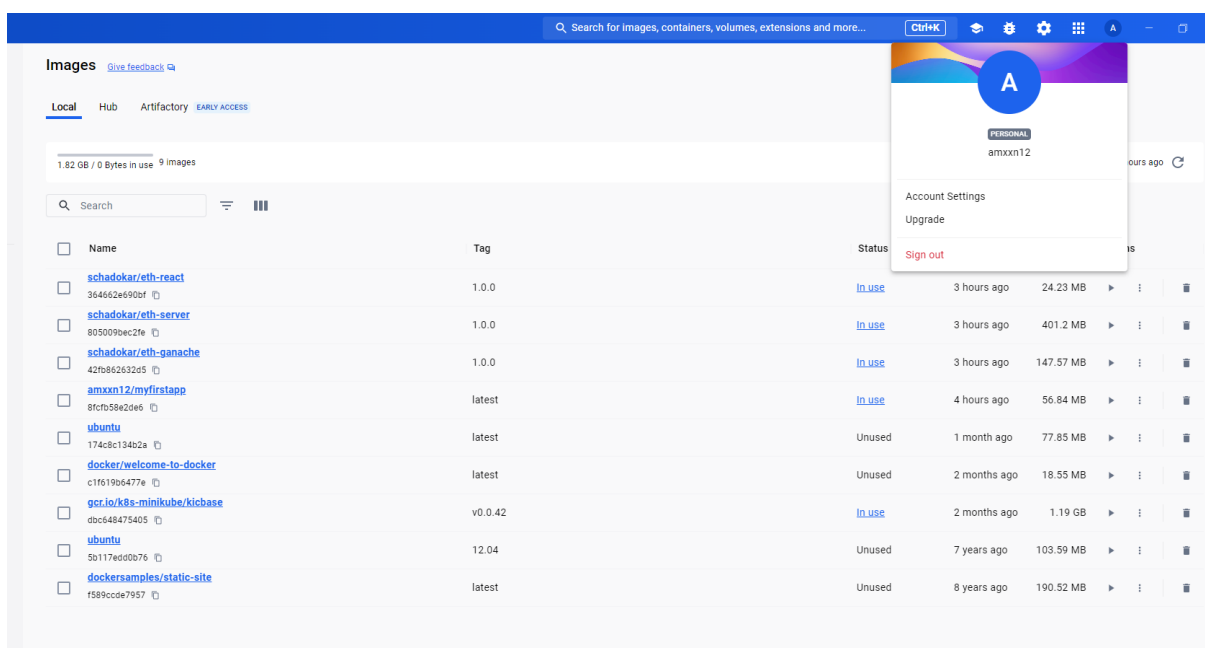 Search for images, containers, volumes, extensions and more... Ctrl+K A
Images Give feedback
A
Local Hub Artifactory EARLY ACCESS
PERSONAL
amxxn12
1.82 GB / 0 Bytes in use 9 images ours ago
Account Settings
Search
Upgrade
Name Tag Status
Sign out
schadokar/eth-react
364662e690bf
1.0.0 In use 3 hours ago 24.23 MB
schadokar/eth-server
805009bec2fe
1.0.0 In use 3 hours ago 401.2 MB
schadokar/eth-ganache
42fb862632d5
1.0.0 In use 3 hours ago 147.57 MB
amxxn12/myfirstapp
8fcfb58e2de6
latest In use 4 hours ago 56.84 MB
ubuntu
174c8c134b2a
latest Unused 1 month ago 77.85 MB
docker/welcome-to-docker
c1f619b6477e
latest Unused 2 months ago 18.55 MB
gcr.io/k8s-minikube/kicbase
dbc648475405
v0.0.42 In use 2 months ago 1.19 GB
ubuntu
5b117edd0b76
12.04 Unused 7 years ago 103.59 MB
dockersamples/static-site
f589ccde7957
latest Unused 8 years ago 190.52 MB